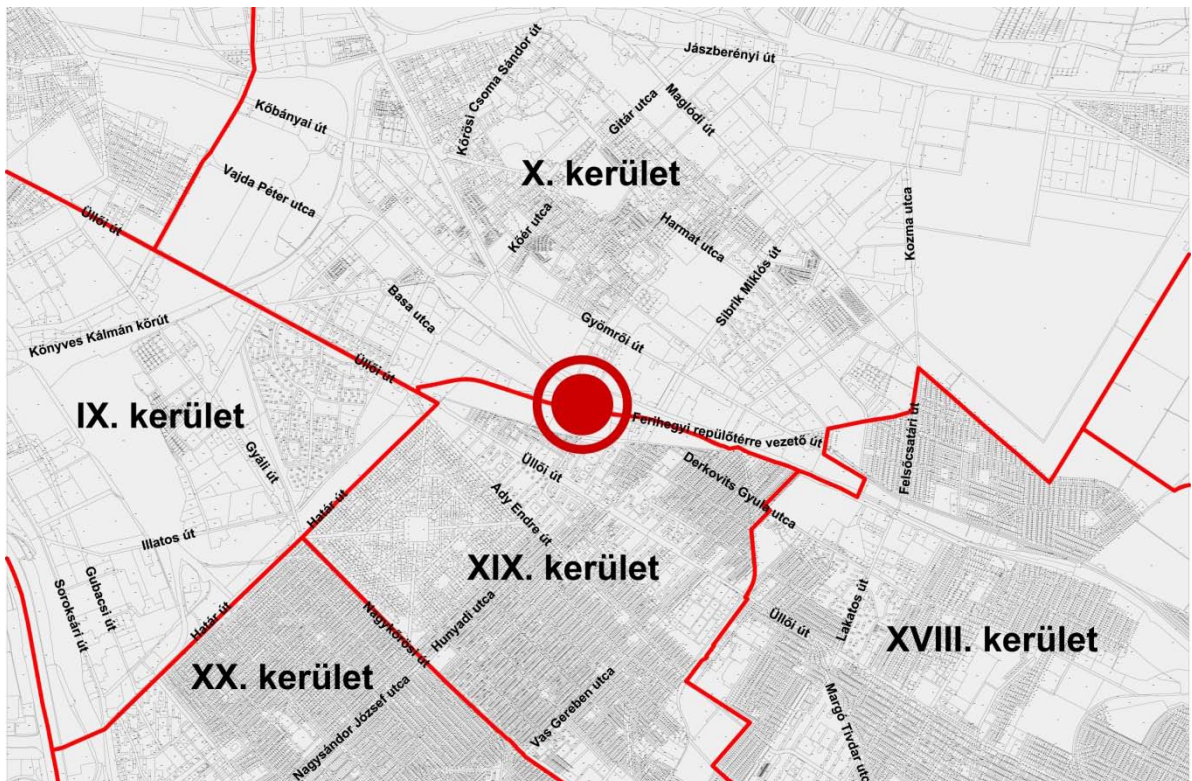 Jászberényi út
Kőrösi Csoma Sándor út
Gitár utca
Maglódi út
Kőbányai út
X. kerület
Vajda Péter utca
Üllői út
Kőér utca
Harmat utca
Kozma utca
Sibrik Miklós út
Basa utca
Gyömrői út
Könyves Kálmán körút
Üllői út
IX. kerület
Ferihegyi repülőtérre vezető út
Felsőcsatári út
Gyáli út
Üllői út
Derkovits Gyula utca
Ady Endre út
Határ út
Illatos út
XIX. kerület
Gubacsi út
Soroksári út
Határ út
Nagykőrösi út
Hunyadi utca
Üllői út
Lakatos út
XVIII. kerület
XX. kerület
Nagysándor József utca
Vas Gereben utca
Margó Tivdar utc